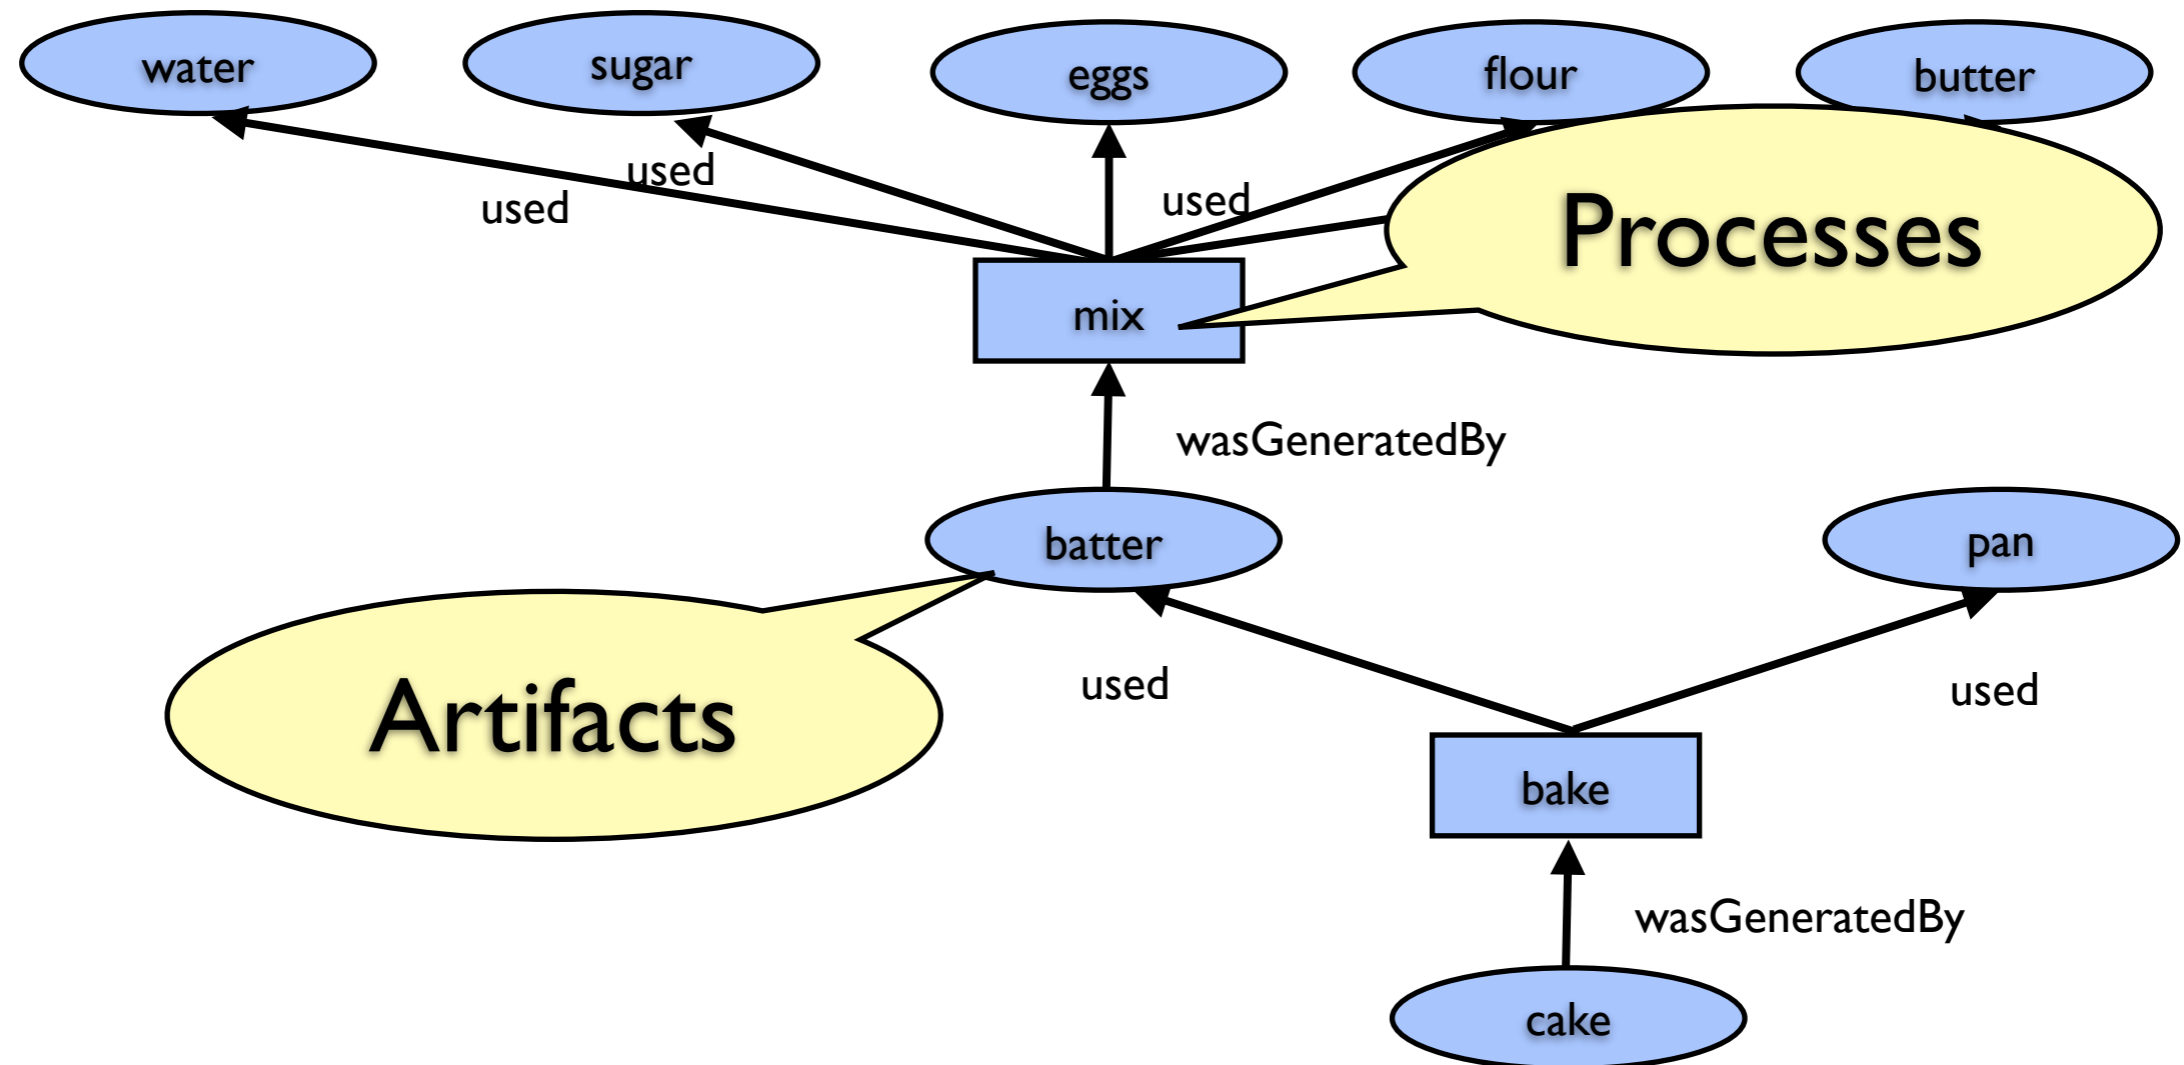 water
sugar
eggs
flour
butter
used
used
used
Processes
mix
wasGeneratedBy
batter
pan
Artifacts
used
used
bake
wasGeneratedBy
cake